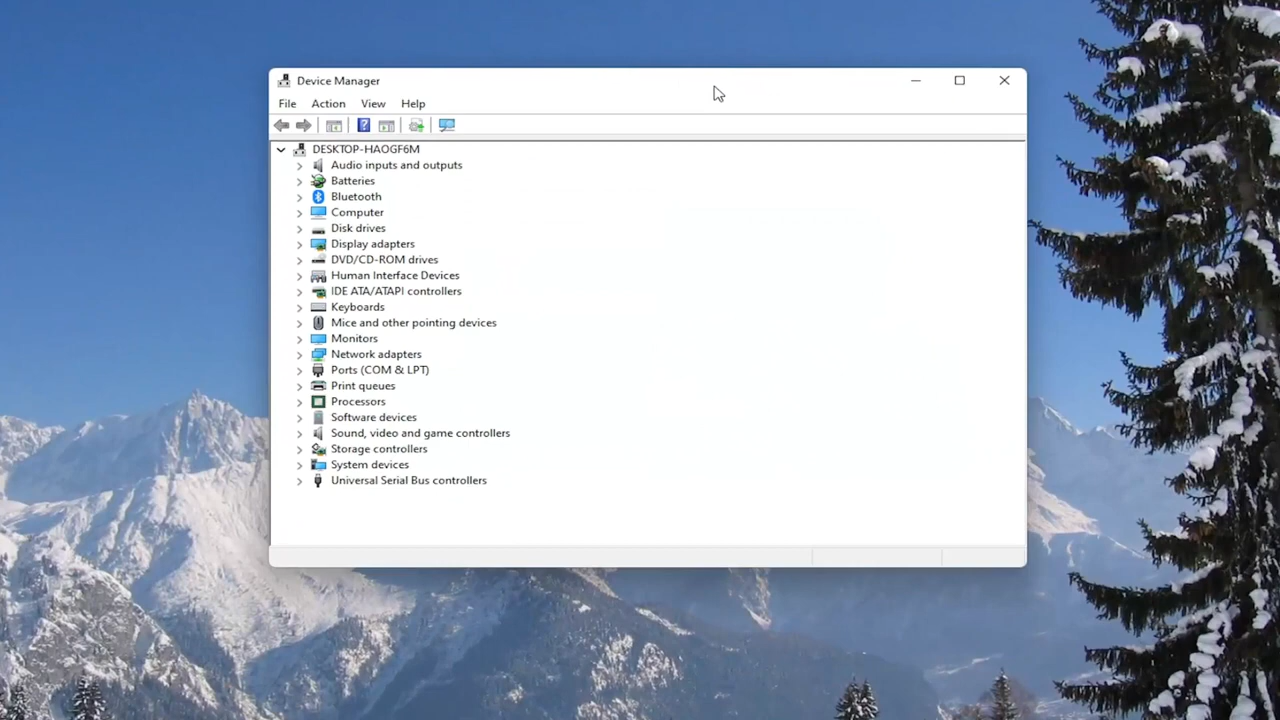 Device Manager
File Action View Help
DESKTOP-HAOGF6M
Audio inputs and outputs
Batteries
Bluetooth
Computer
Disk drives
Display adapters
DVD/CD-ROM drives
Human Interface Devices
IDE ATA/ATAPI controllers
Keyboards
Mice and other pointing devices
Monitors
Network adapters
Ports (COM & LPT)
Print queues
Processors
Software devices
Sound, video and game controllers
Storage controllers
System devices
Universal Serial Bus controllers